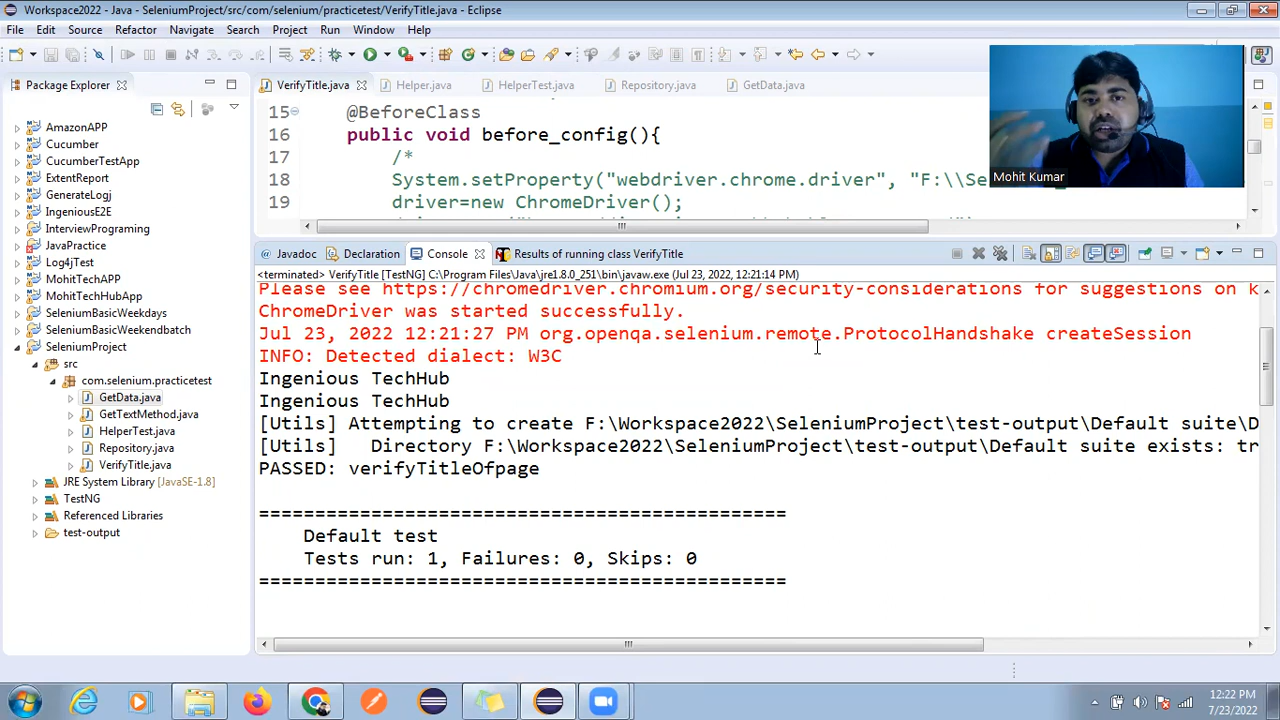 Workspace2022 - Java - SeleniumProject/src/com/selenium/practicetest/VerifyTitle.java - Eclipse
File Edit Source Refactor Navigate Search Project Run Window Help
Package Explorer
AmazonAPP
Cucumber
CucumberTestApp
ExtentReport
GenerateLogj
IngeniousE2E
InterviewPrograming
JavaPractice
Log4jTest
MohitTechAPP
MohitTechHubApp
SeleniumBasicWeekdays
SeleniumBasicWeekendbatch
SeleniumProject
src
com.selenium.practicetest
GetData.java
GetTextMethod.java
HelperTest.java
Repository.java
VerifyTitle.java
JRE System Library [JavaSE-1.8]
TestNG
Referenced Libraries
test-output
VerifyTitle.java Helper.java HelperTest.java Repository.java GetData.java
15 @BeforeClass
16 public void before_config(){
17 /*
18 System.setProperty("webdriver.chrome.driver", "F:\\Se
19 driver=new ChromeDriver();
Mohit Kumar
Javadoc Declaration Console Results of running class VerifyTitle
<terminated> VerifyTitle [TestNG] C:\Program Files\Java\jre1.8.0_251\bin\javaw.exe (Jul 23, 2022, 12:21:14 PM)
Please see https://chromedriver.chromium.org/security-considerations for suggestions on k
ChromeDriver was started successfully.
Jul 23, 2022 12:21:27 PM org.openqa.selenium.remote.ProtocolHandshake createSession
INFO: Detected dialect: W3C
Ingenious TechHub
Ingenious TechHub
[Utils] Attempting to create F:\Workspace2022\SeleniumProject\test-output\Default suite\D
[Utils]   Directory F:\Workspace2022\SeleniumProject\test-output\Default suite exists: tr
PASSED: verifyTitleOfpage
===============================================
Default test
Tests run: 1, Failures: 0, Skips: 0
===============================================
12:22 PM
7/23/2022